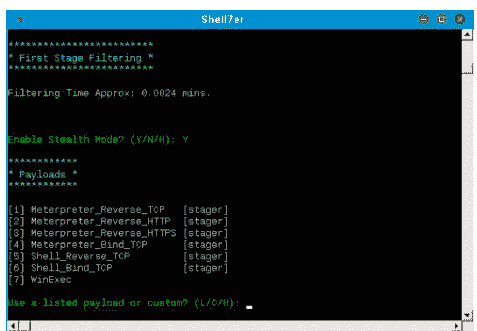 Shell7er
************************
* First Stage Filtering *
*************************
Filtering Time Approx: 0.0024 mins.
Enable Stealth Mode? (Y/N/H): Y
************
* Payloads *
************
[1] Meterpreter_Reverse_TCP [stager]
[2] Meterpreter_Reverse_HTTP [stager]
[3] Meterpreter_Reverse_HTTPS [stager]
[4] Meterpreter_Bind_TCP [stager]
[5] Shell_Reverse_TCP [stager]
[6] Shell_Bind_TCP [stager]
[7] WinExec
Use a listed payload or custom? (L/C/H):